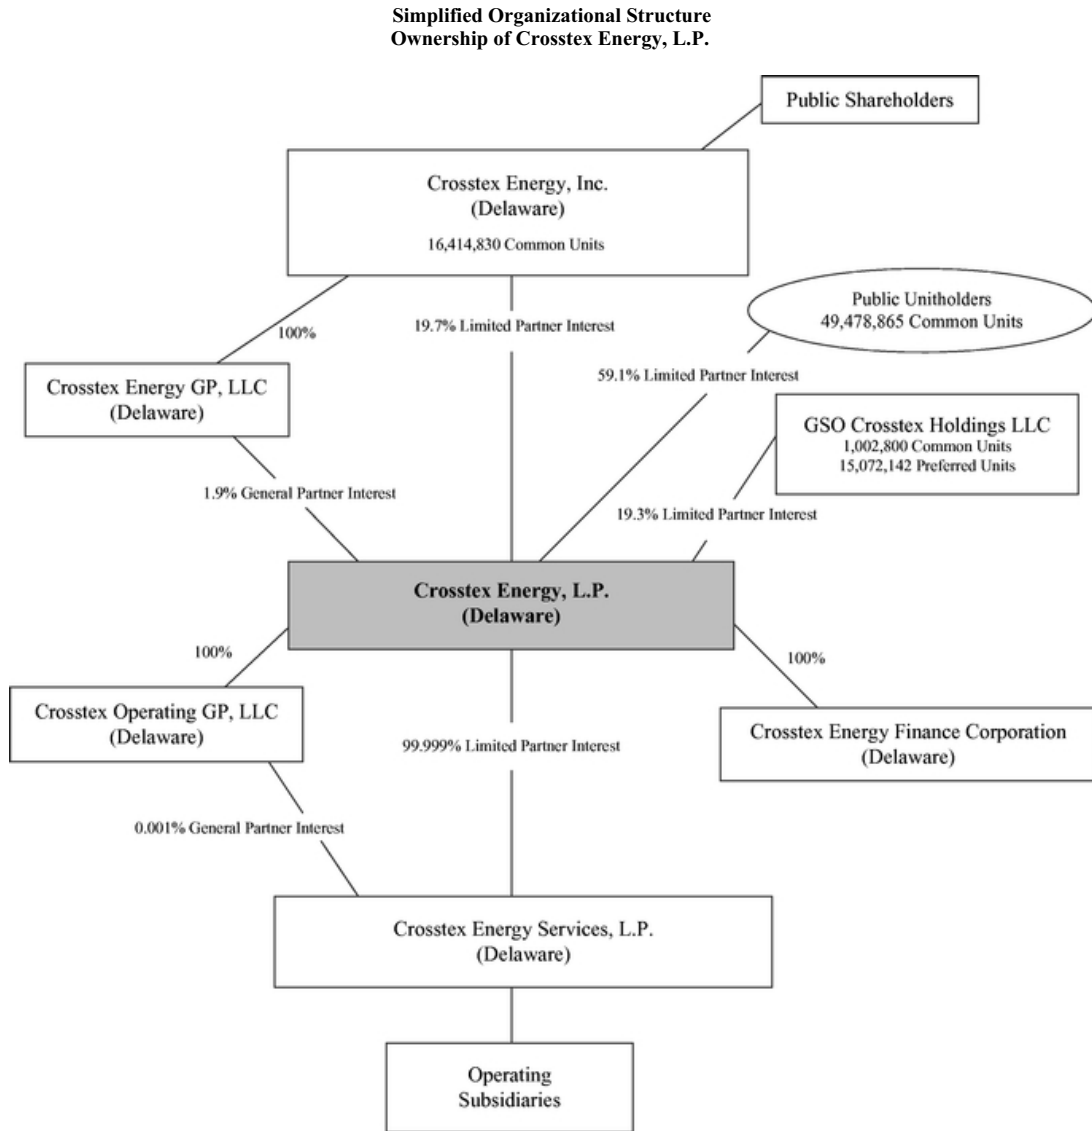 Simplified Organizational Structure
Ownership of Crosstex Energy, L.P.
Public Shareholders
Crosstex Energy, Inc.
(Delaware)
16,414,830 Common Units
Public Unitholders
49,478,865 Common Units
100%
19.7% Limited Partner Interest
59.1% Limited Partner Interest
Crosstex Energy GP, LLC
(Delaware)
GSO Crosstex Holdings LLC
1,002,800 Common Units
15,072,142 Preferred Units
1.9% General Partner Interest
19.3% Limited Partner Interest
Crosstex Energy, L.P.
(Delaware)
100%
100%
Crosstex Operating GP, LLC
(Delaware)
99.999% Limited Partner Interest
Crosstex Energy Finance Corporation
(Delaware)
0.001% General Partner Interest
Crosstex Energy Services, L.P.
(Delaware)
Operating
Subsidiaries